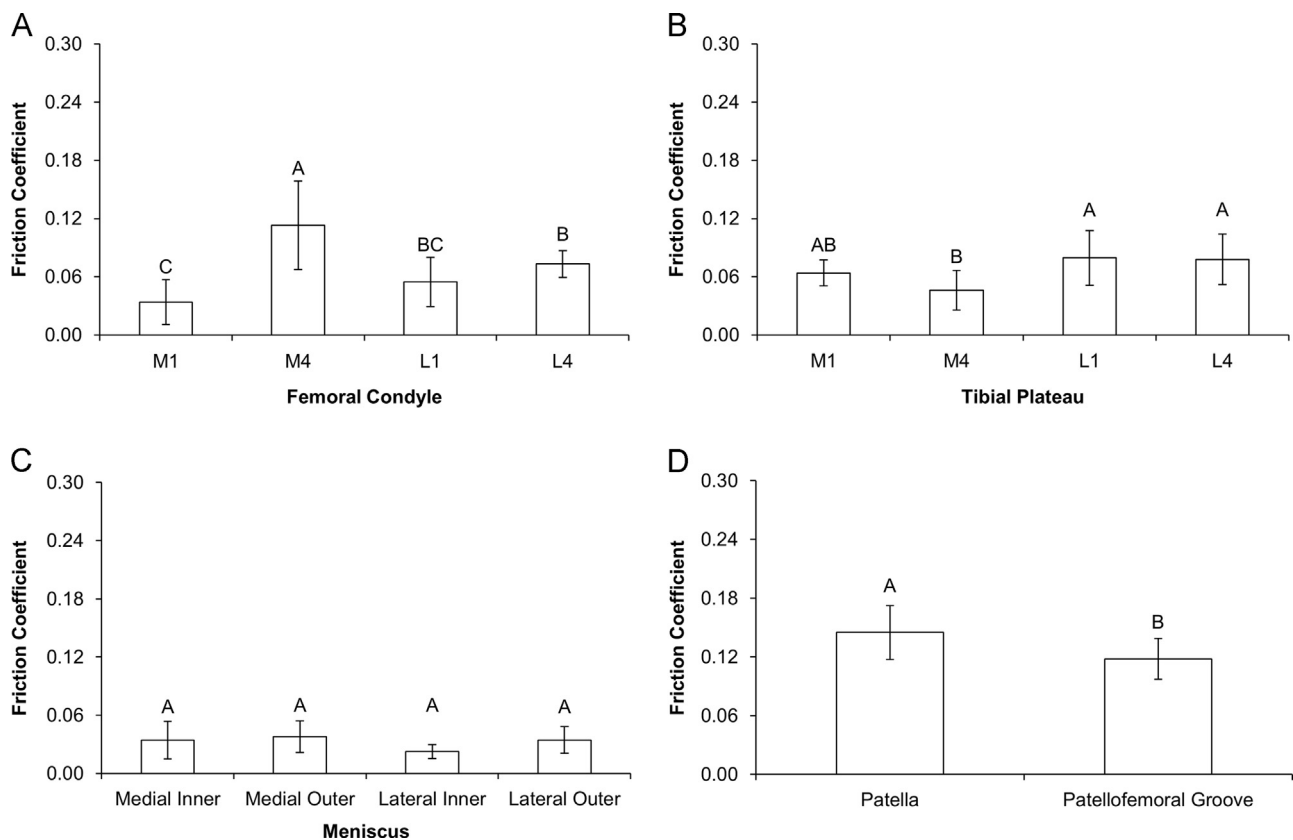 A
Friction Coefficient
0.30
0.24
0.18
0.12
0.06
0.00
C
A
BC
B
M1 M4 L1 L4
Femoral Condyle
B
Friction Coefficient
0.30
0.24
0.18
0.12
0.06
0.00
AB
B
A
A
M1 M4 L1 L4
Tibial Plateau
C
Friction Coefficient
0.30
0.24
0.18
0.12
0.06
0.00
A A A A
Medial Inner Medial Outer Lateral Inner Lateral Outer
Meniscus
D
Friction Coefficient
0.30
0.24
0.18
0.12
0.06
0.00
A
B
Patella Patellofemoral Groove